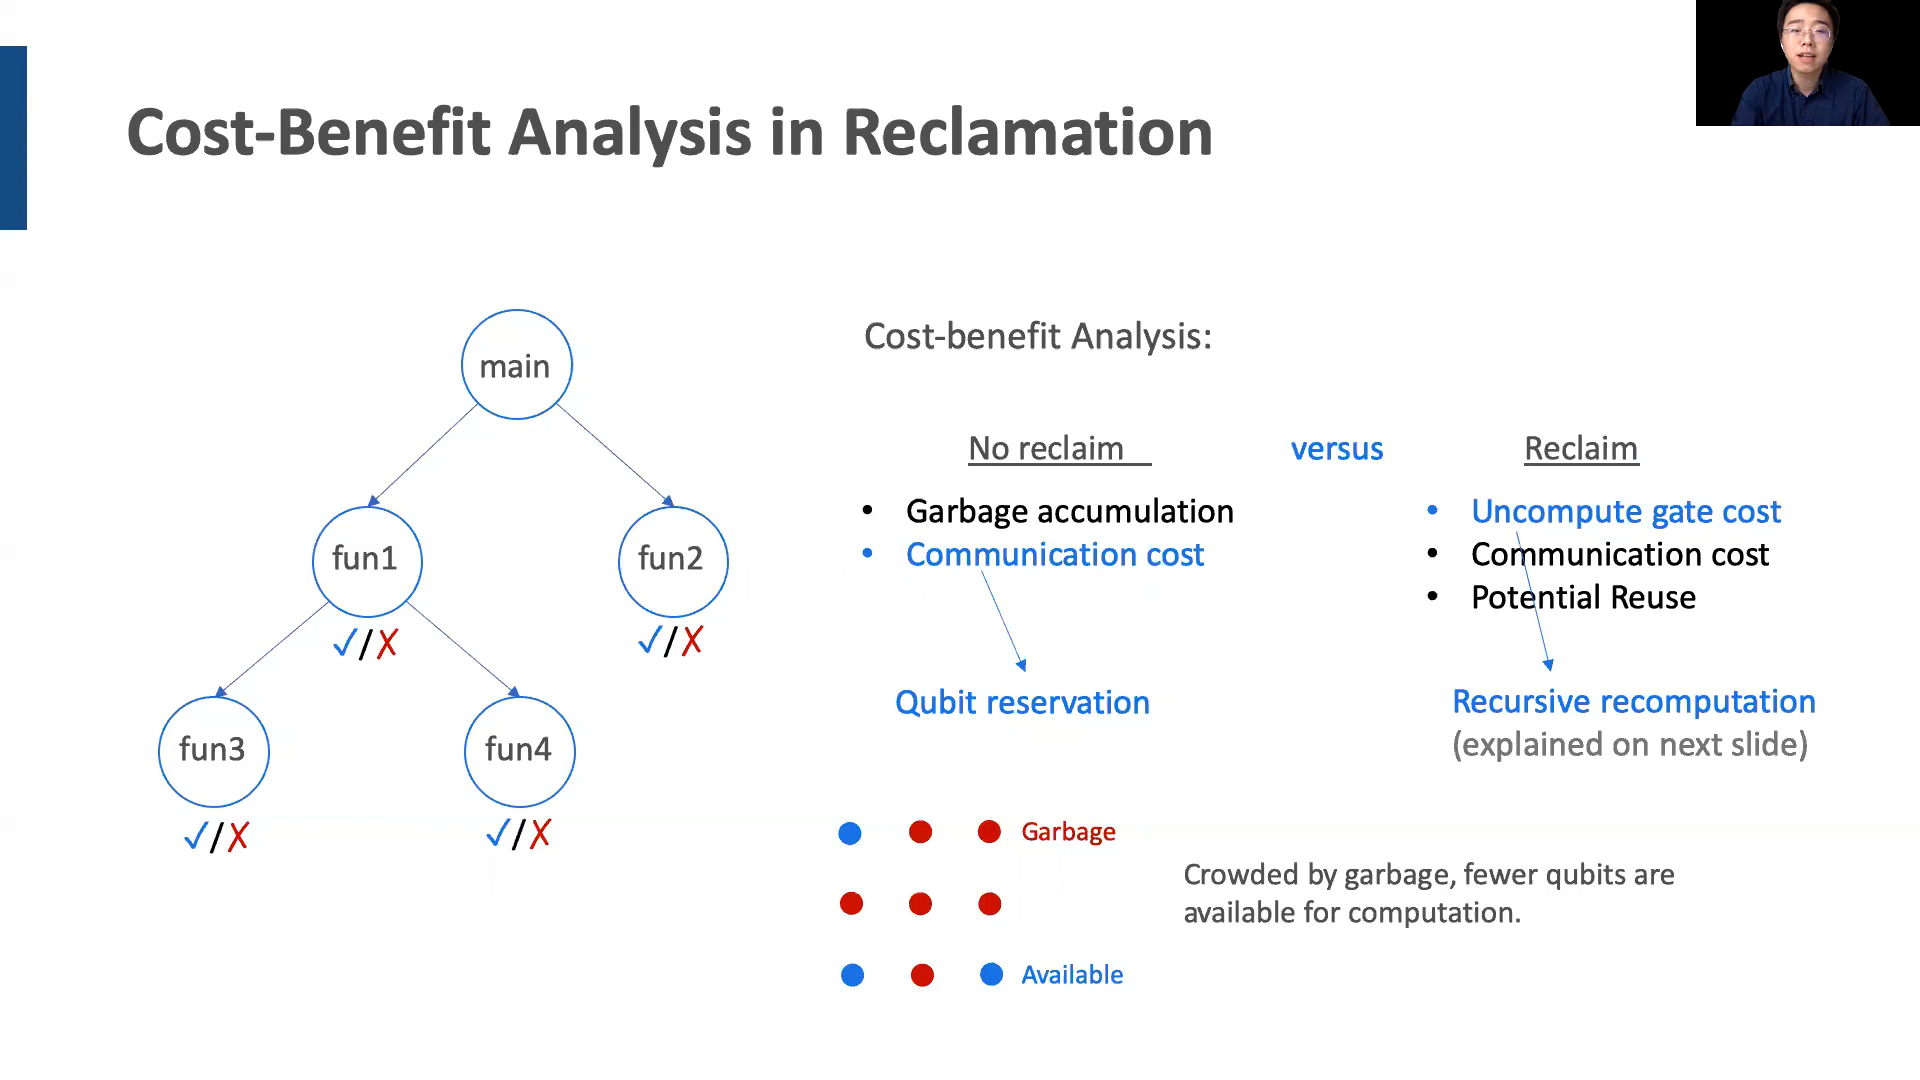 Cost-Benefit Analysis in Reclamation
main
fun1
fun2
✓/✗
✓/✗
fun3
fun4
✓/✗
✓/✗
Cost-benefit Analysis:
No reclaim
versus
Reclaim
• Garbage accumulation
• Communication cost
• Uncompute gate cost
• Communication cost
• Potential Reuse
Qubit reservation
Recursive recomputation
(explained on next slide)
Garbage
Available
Crowded by garbage, fewer qubits are
available for computation.